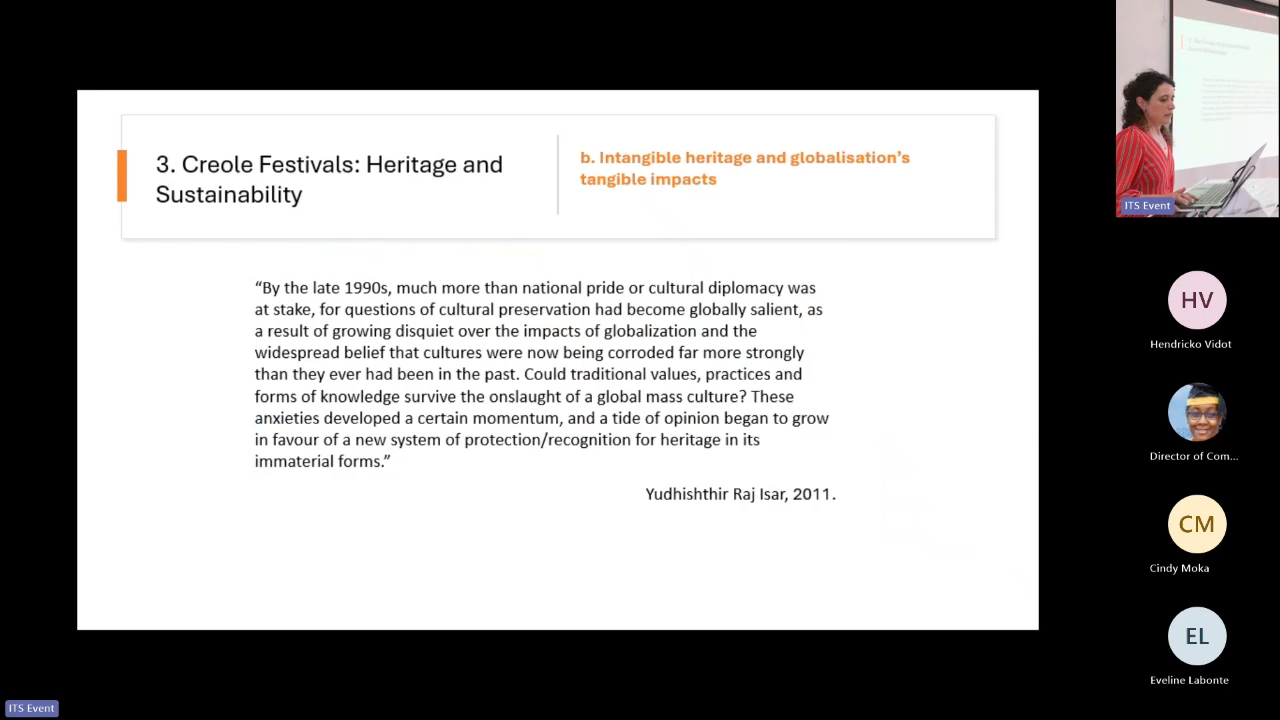 3. Creole Festivals: Heritage and
Sustainability
b. Intangible heritage and globalisation’s
tangible impacts
“By the late 1990s, much more than national pride or cultural diplomacy was
at stake, for questions of cultural preservation had become globally salient, as
a result of growing disquiet over the impacts of globalization and the
widespread belief that cultures were now being corroded far more strongly
than they ever had been in the past. Could traditional values, practices and
forms of knowledge survive the onslaught of a global mass culture? These
anxieties developed a certain momentum, and a tide of opinion began to grow
in favour of a new system of protection/recognition for heritage in its
immaterial forms.”
Yudhishthir Raj Isar, 2011.
ITS Event
HV
Hendricko Vidot
Director of Com...
CM
Cindy Moka
EL
Eveline Labonte
ITS Event